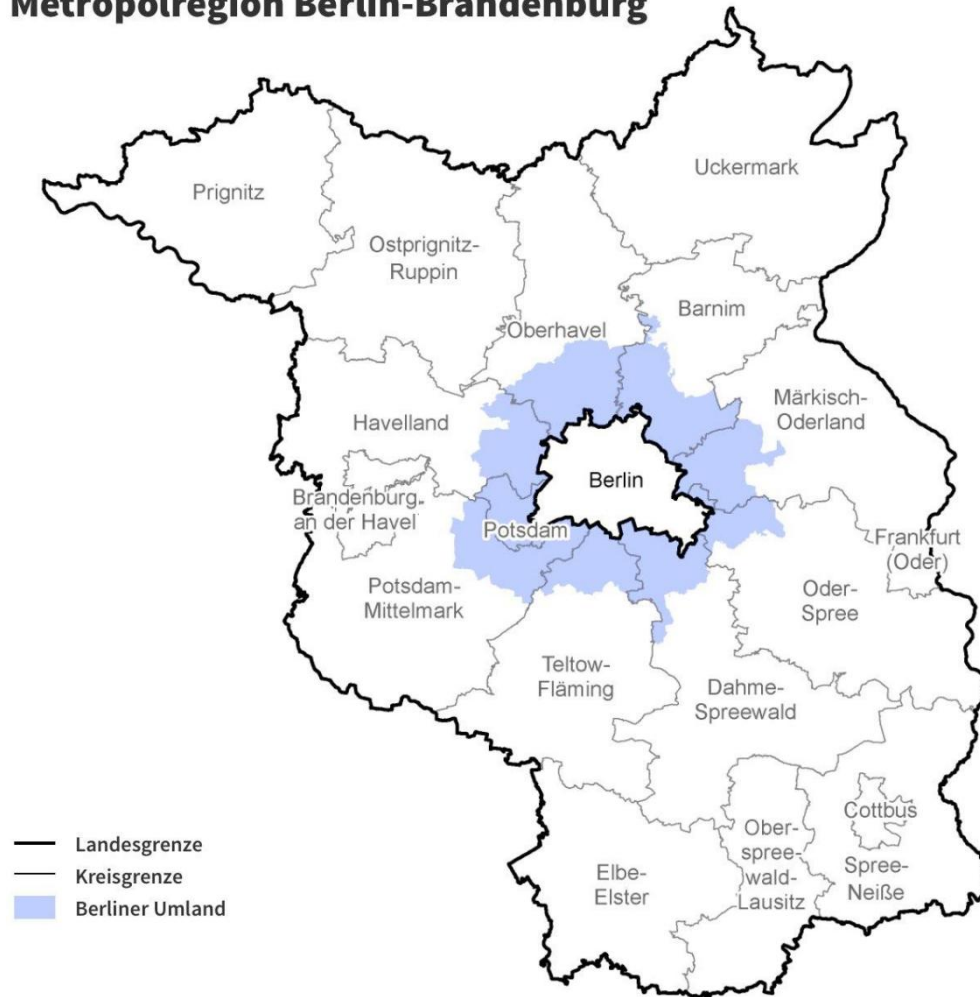 Metropolregion Berlin-Brandenburg
Prignitz
Uckermark
Ostprignitz-
Ruppin
Oberhavel
Barnim
Havelland
Märkisch-
Oderland
Berlin
Brandenburg
an der Havel
Potsdam
Frankfurt
(Oder)
Potsdam-
Mittelmark
Oder-
Spree
Teltow-
Fläming
Dahme-
Spreewald
Cottbus
Ober-
spree-
wald-
Lausitz
Spree-
Neiße
Elbe-
Elster
Landesgrenze
Kreisgrenze
Berliner Umland